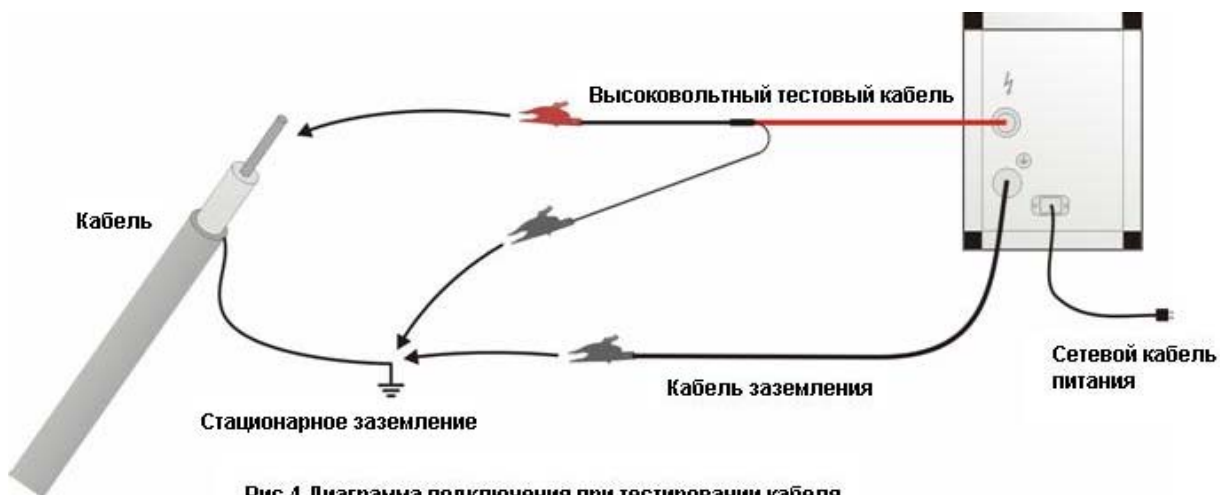 Высоковольтный тестовый кабель
Кабель
Сетевой кабель
питания
Кабель заземления
Стационарное заземление
Рис.4 Диаграмма подключения при тестировании кабеля